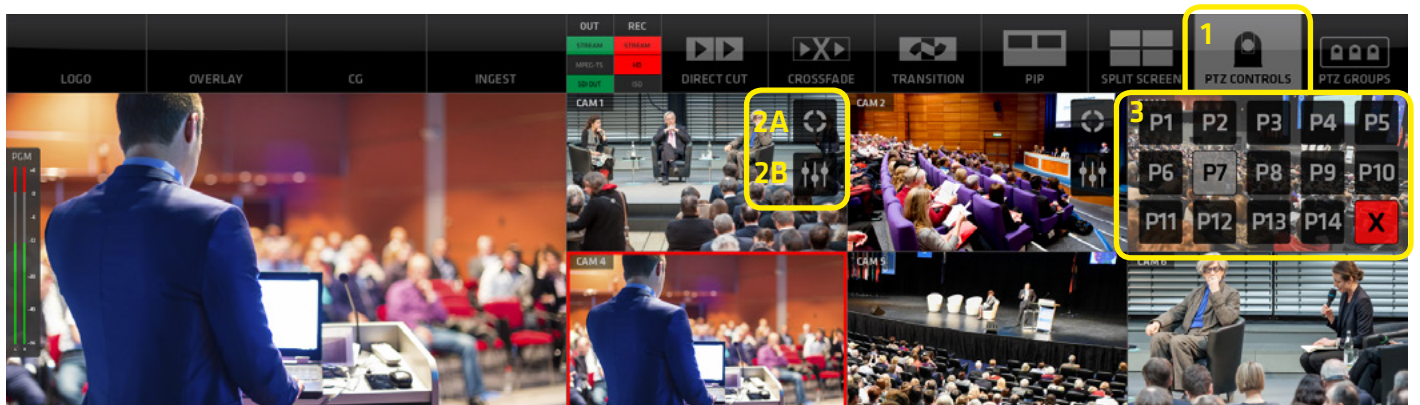 OUT REC
STREAM STREAM
MPEG-TS HD
SDI OUT ISO
LOGO OVERLAY CG INGEST DIRECT CUT CROSSFADE TRANSITION PIP SPLIT SCREEN PTZ CONTROLS PTZ GROUPS
1
CAM 1 CAM 2
2A
2B
3
P1 P2 P3 P4 P5
P6 P7 P8 P9 P10
P11 P12 P13 P14 X
PGM
CAM 4 CAM 5 CAM 6